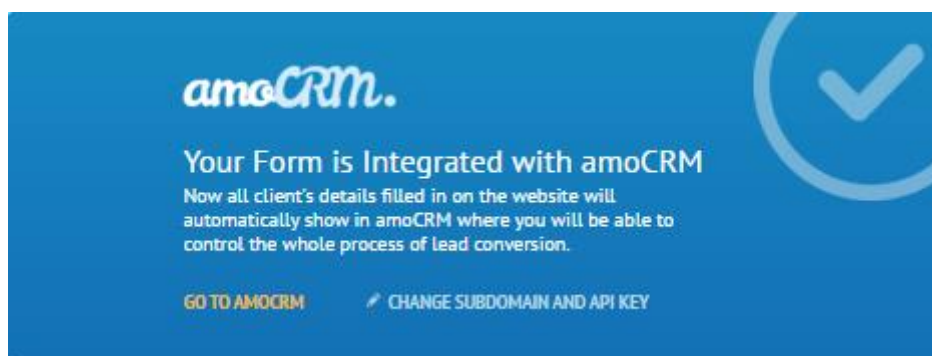 amoCRM.
Your Form is Integrated with amoCRM
Now all client's details filled in on the website will
automatically show in amoCRM where you will be able to
control the whole process of lead conversion.
GO TO AMOCRM CHANGE SUBDOMAIN AND API KEY